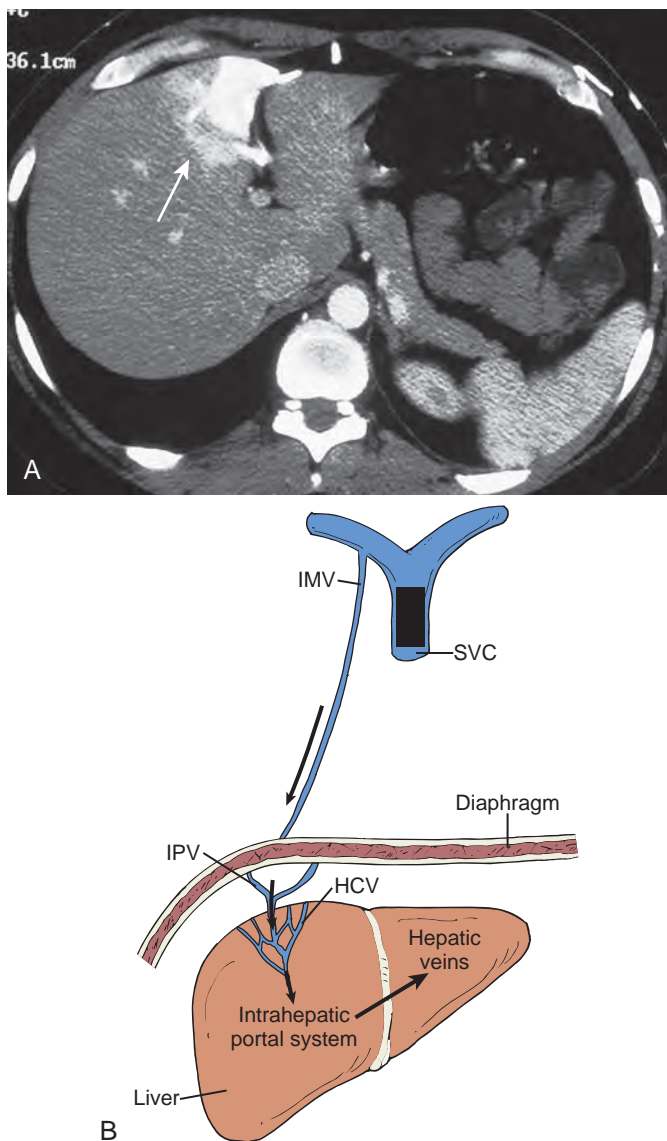 36.1cm
A
IMV
SVC
Diaphragm
IPV
HCV
Hepatic
veins
Intrahepatic
portal system
Liver
B